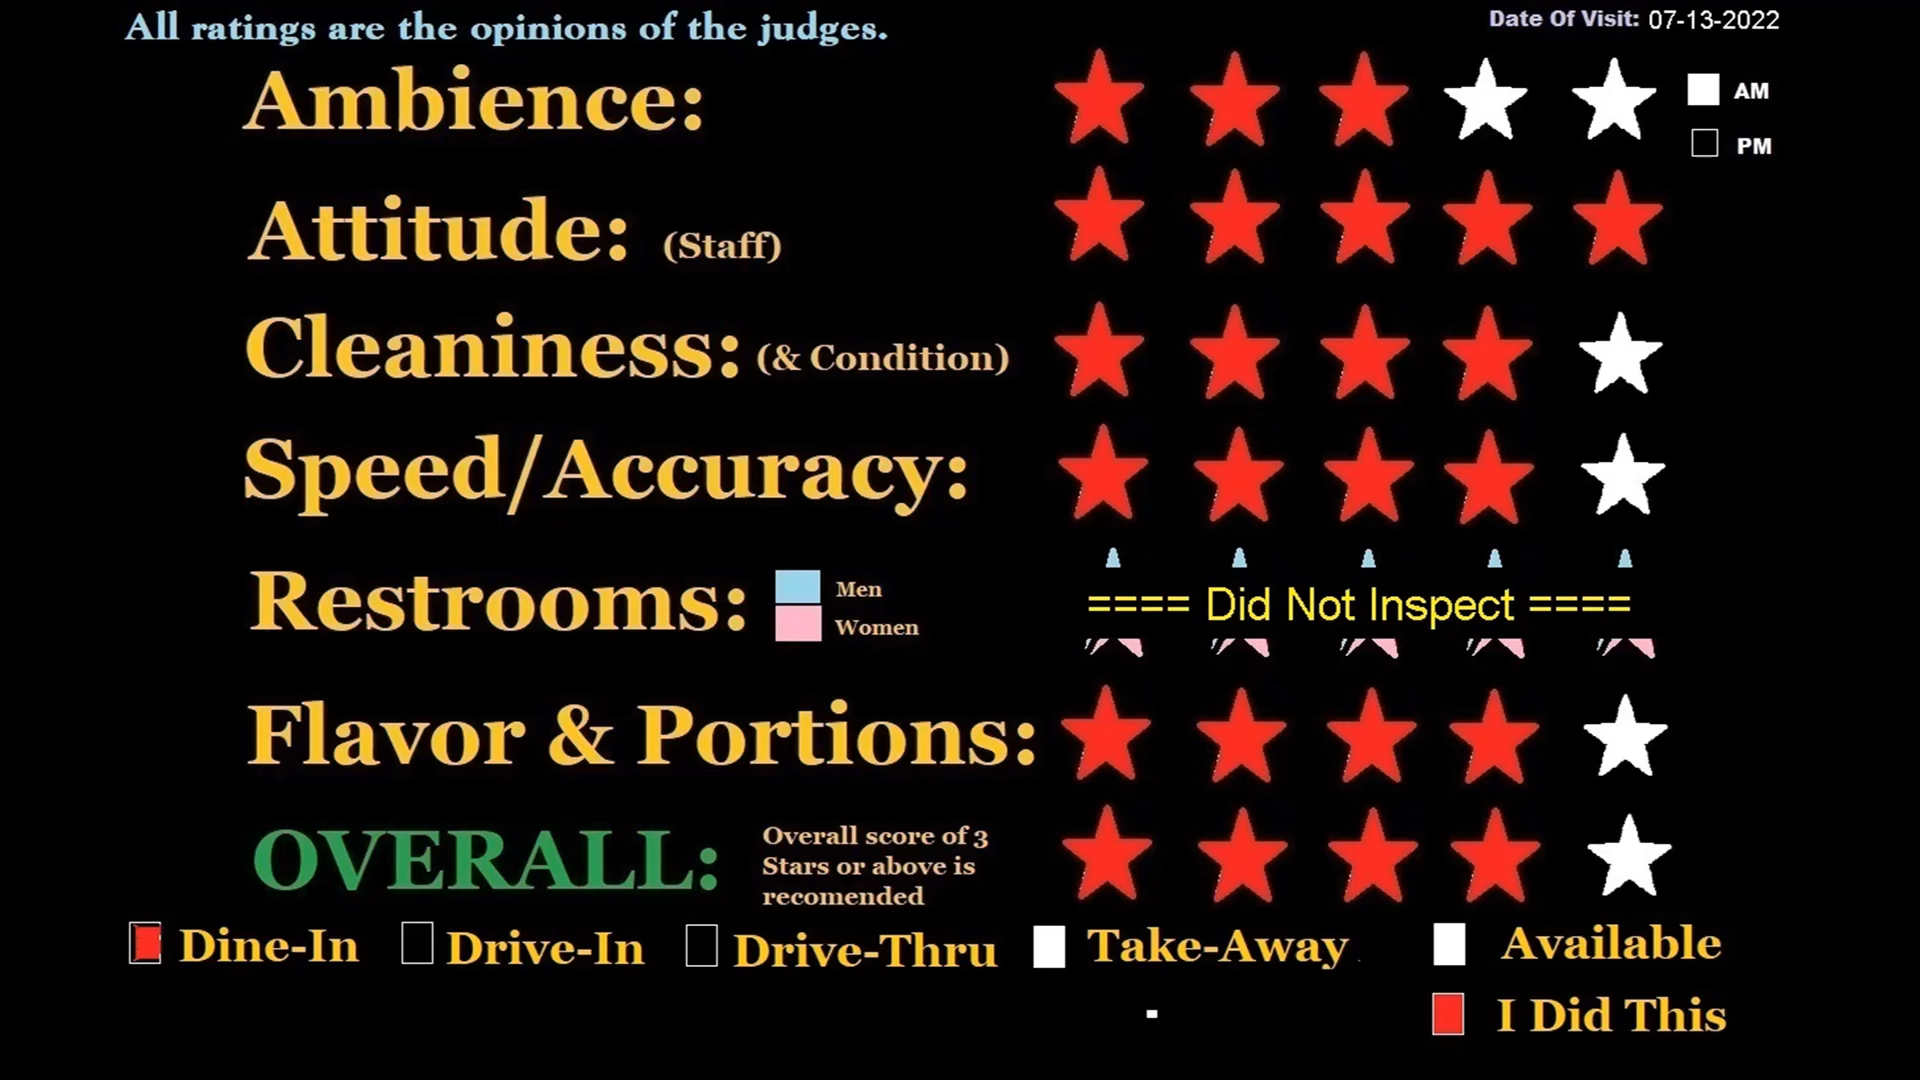 All ratings are the opinions of the judges.
Date Of Visit: 07-13-2022
Ambience:
AM
PM
Attitude: (Staff)
Cleaniness: (& Condition)
Speed/Accuracy:
Restrooms:
Men
Women
==== Did Not Inspect ====
Flavor & Portions:
OVERALL:
Overall score of 3
Stars or above is
recomended
Dine-In
Drive-In
Drive-Thru
Take-Away
Available
I Did This